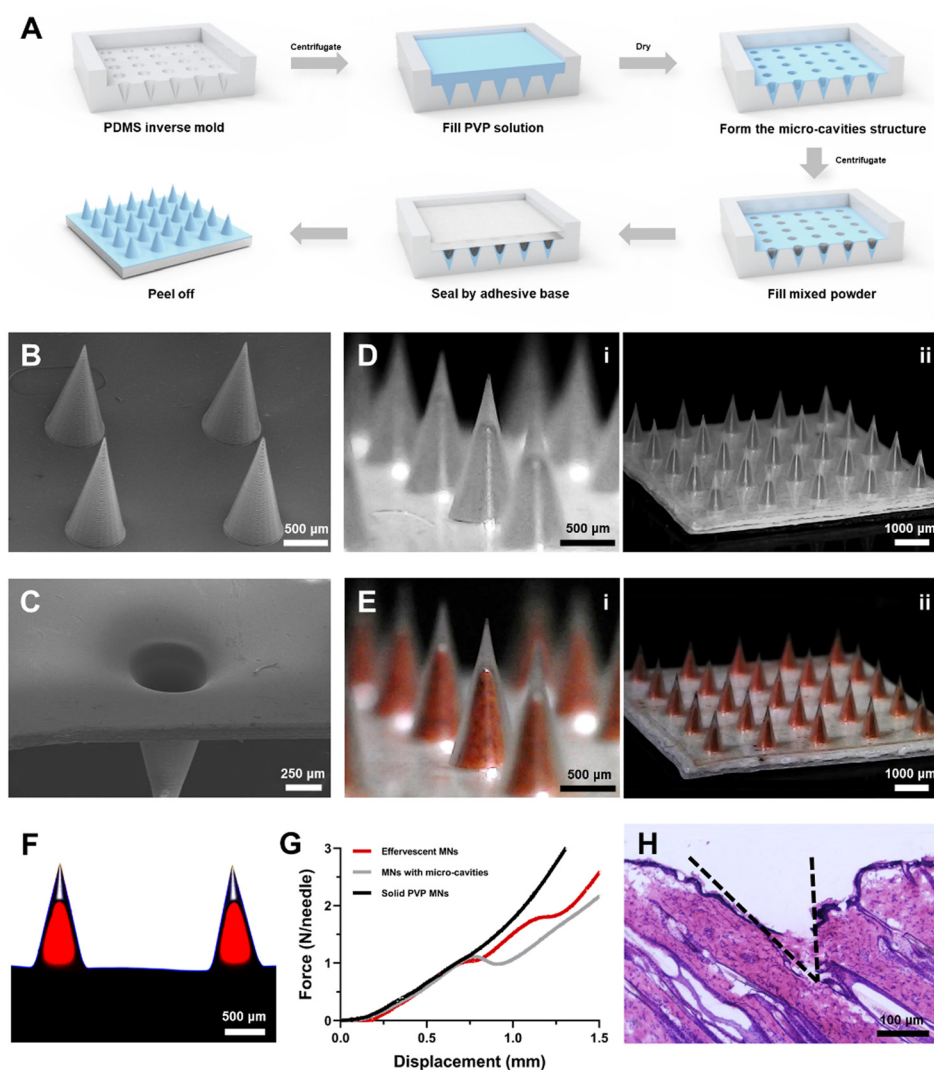 A
Centrifugate
Dry
PDMS inverse mold
Fill PVP solution
Form the micro-cavities structure
Centrifugate
Peel off
Seal by adhesive base
Fill mixed powder
B
500 µm
D
i
500 µm
ii
1000 µm
C
250 µm
E
i
500 µm
ii
1000 µm
F
500 µm
G
Effervescent MNs
MNs with micro-cavities
Solid PVP MNs
Force (N/needle)
3
2
1
0
0.0
0.5
1.0
1.5
Displacement (mm)
H
100 µm